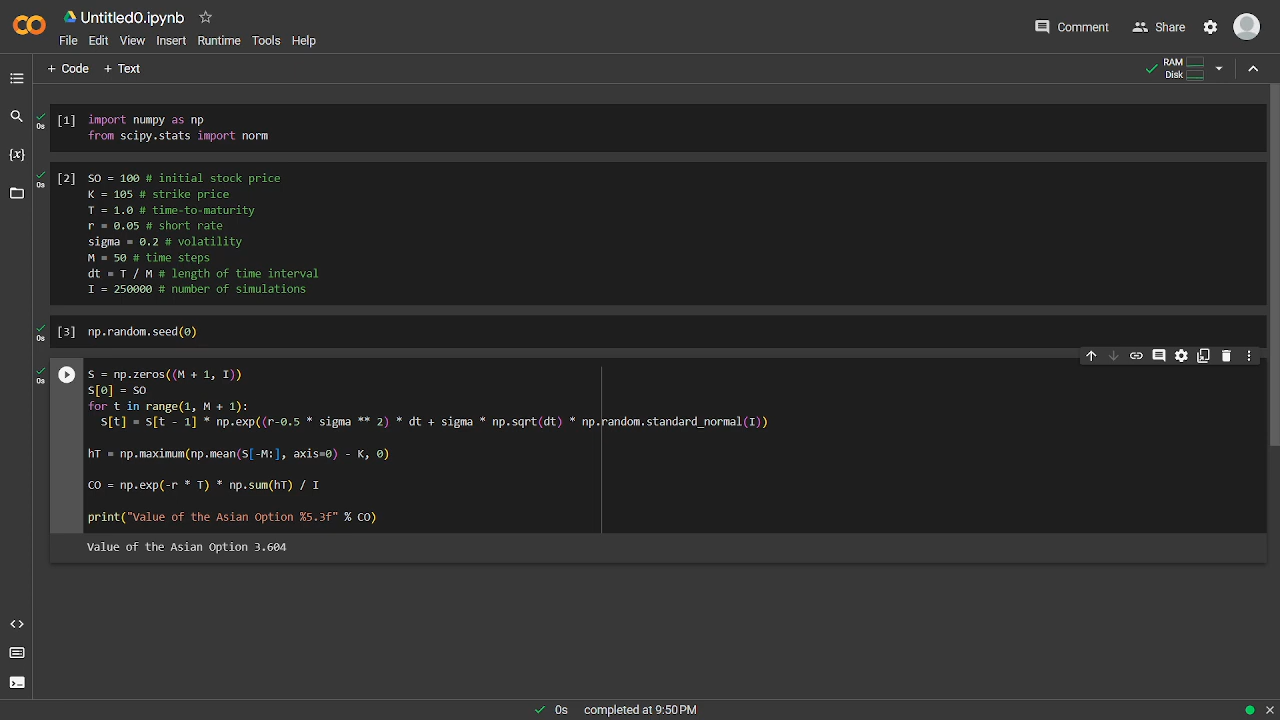 Untitled0.ipynb
File Edit View Insert Runtime Tools Help
Comment
Share
+ Code + Text
RAM
Disk
0s
[1] import numpy as np
from scipy.stats import norm
0s
[2] SO = 100 # initial stock price
K = 105 # strike price
T = 1.0 # time-to-maturity
r = 0.05 # short rate
sigma = 0.2 # volatility
M = 50 # time steps
dt = T / M # length of time interval
I = 250000 # number of simulations
0s
[3] np.random.seed(0)
0s
S = np.zeros((M + 1, I))
S[0] = SO
for t in range(1, M + 1):
S[t] = S[t - 1] * np.exp((r-0.5 * sigma ** 2) * dt + sigma * np.sqrt(dt) * np.random.standard_normal(I))
hT = np.maximum(np.mean(S[-M:], axis=0) - K, 0)
CO = np.exp(-r * T) * np.sum(hT) / I
print("Value of the Asian Option %5.3f" % CO)
Value of the Asian Option 3.604
0s completed at 9:50 PM